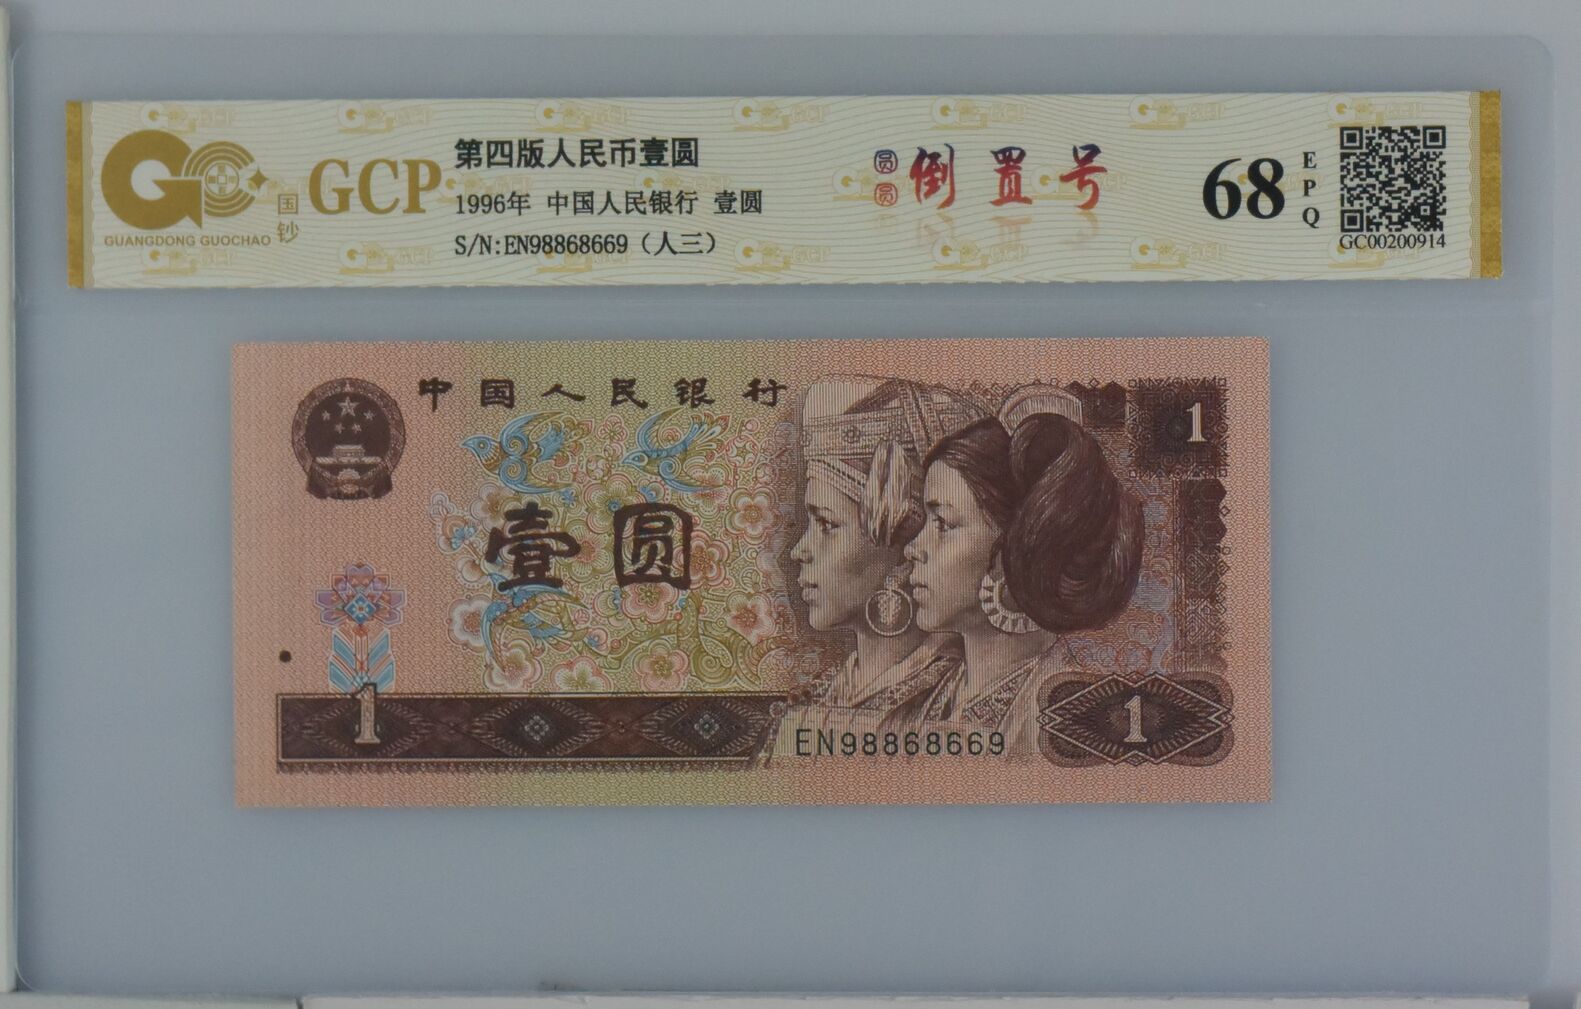 GUANGDONG GUOCHAO
国钞
GCP
第四版人民币壹圆
1996年 中国人民银行 壹圆
S/N:EN98868669（人三）
圆
圆
倒置号
68
EPQ
GC00200914
中国人民银行
1
壹圆
1
1
EN98868669